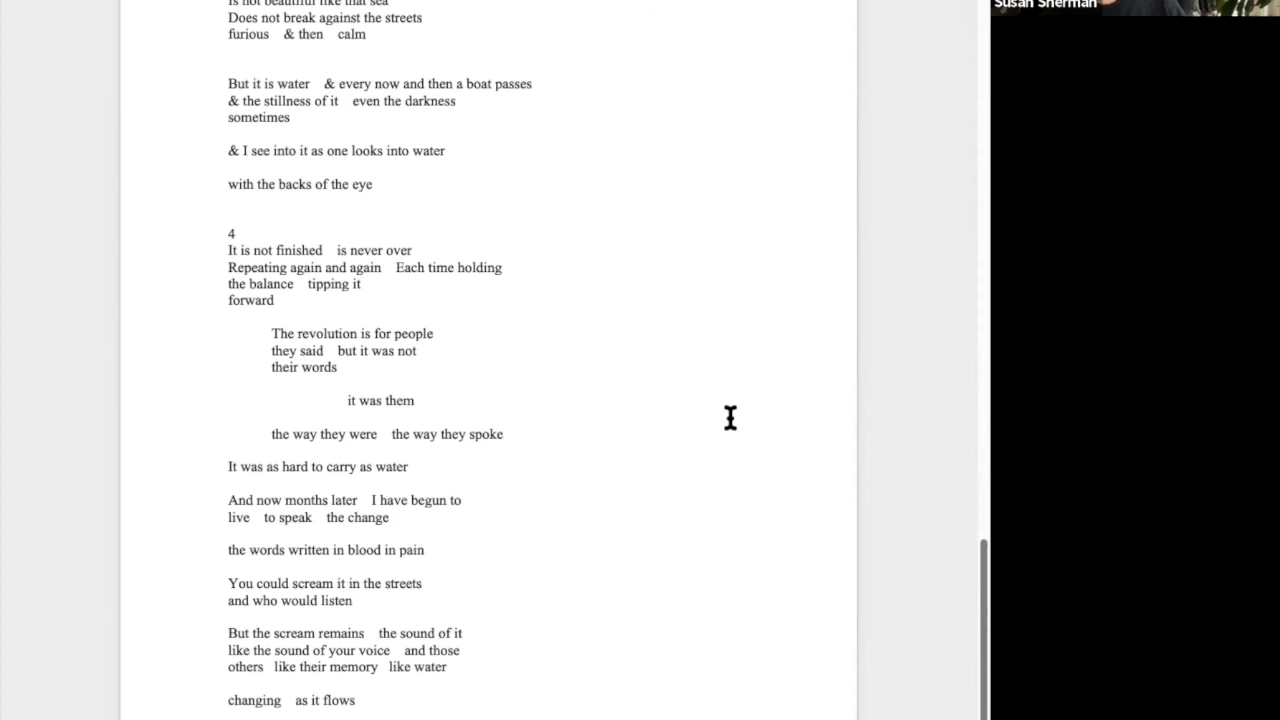 Is not beautiful like that sea
Does not break against the streets
furious & then calm
But it is water & every now and then a boat passes
& the stillness of it even the darkness
sometimes
& I see into it as one looks into water
with the backs of the eye
4
It is not finished is never over
Repeating again and again Each time holding
the balance tipping it
forward
The revolution is for people
they said but it was not
their words
it was them
the way they were the way they spoke
It was as hard to carry as water
And now months later I have begun to
live to speak the change
the words written in blood in pain
You could scream it in the streets
and who would listen
But the scream remains the sound of it
like the sound of your voice and those
others like their memory like water
changing as it flows
Susan Sherman